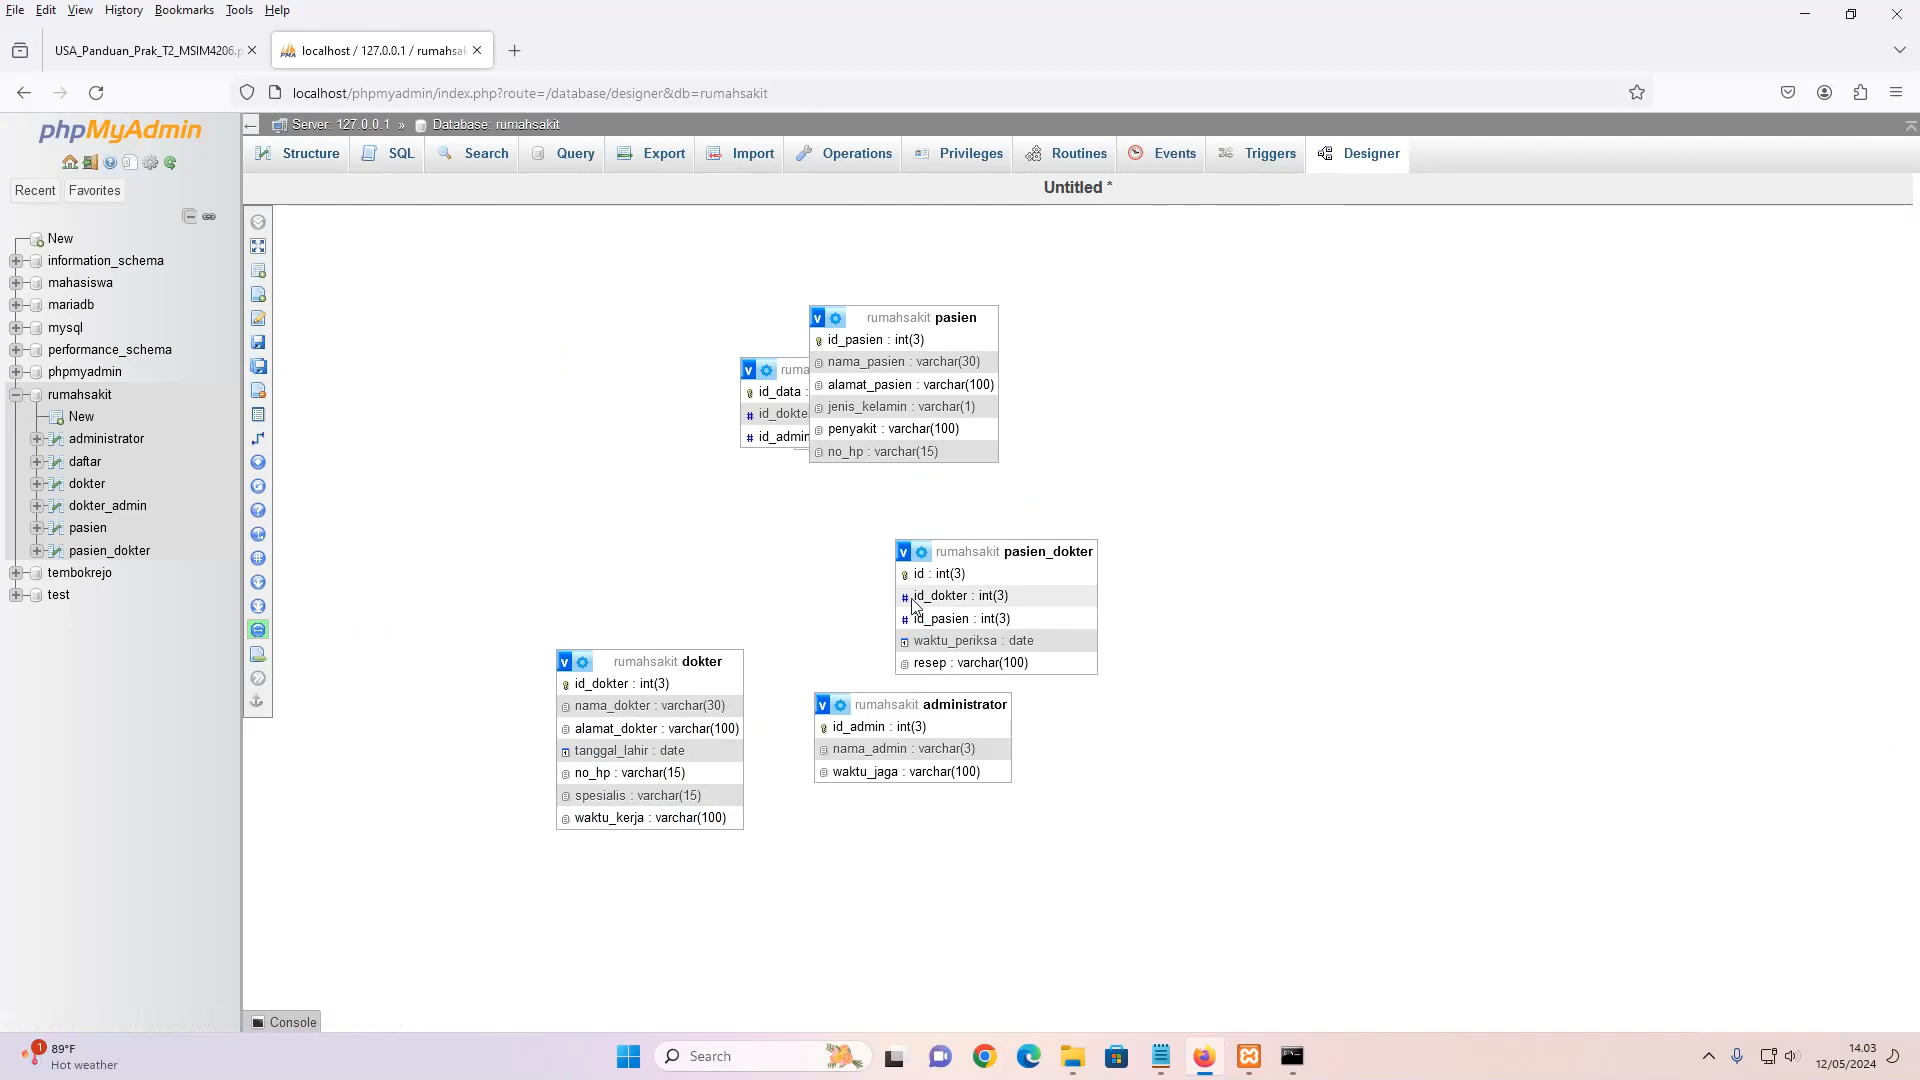 File Edit View History Bookmarks Tools Help
USA_Panduan_Prak_T2_MSIM4206.p
localhost / 127.0.0.1 / rumahsa
localhost/phpmyadmin/index.php?route=/database/designer&db=rumahsakit
phpMyAdmin
Server: 127.0.0.1 » Database: rumahsakit
Structure SQL Search Query Export Import Operations Privileges Routines Events Triggers Designer
Untitled *
Recent Favorites
New
information_schema
mahasiswa
mariadb
mysql
performance_schema
phpmyadmin
rumahsakit
New
administrator
daftar
dokter
dokter_admin
pasien
pasien_dokter
tembokrejo
test
v rumahsakit pasien
id_pasien : int(3)
nama_pasien : varchar(30)
alamat_pasien : varchar(100)
jenis_kelamin : varchar(1)
penyakit : varchar(100)
no_hp : varchar(15)
v ruma
id_data :
# id_dokte
# id_admin
v rumahsakit pasien_dokter
id : int(3)
# id_dokter : int(3)
# id_pasien : int(3)
waktu_periksa : date
resep : varchar(100)
v rumahsakit dokter
id_dokter : int(3)
nama_dokter : varchar(30)
alamat_dokter : varchar(100)
tanggal_lahir : date
no_hp : varchar(15)
spesialis : varchar(15)
waktu_kerja : varchar(100)
v rumahsakit administrator
id_admin : int(3)
nama_admin : varchar(3)
waktu_jaga : varchar(100)
Console
1
89°F
Hot weather
Search
14.03
12/05/2024